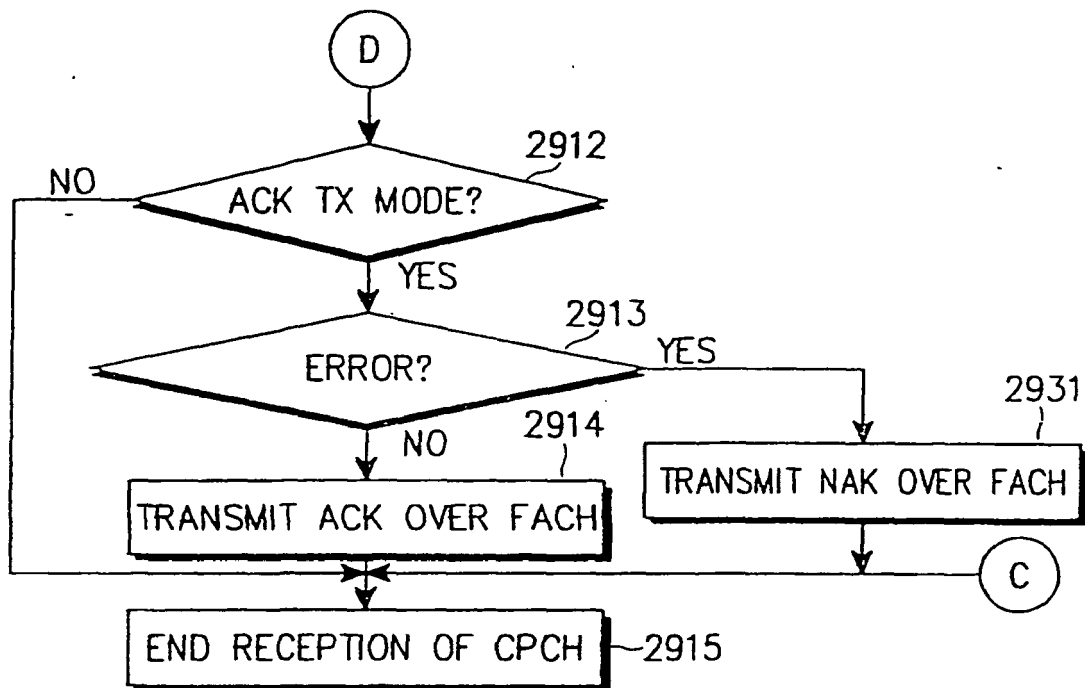 D
2912
NO
ACK TX MODE?
YES
2913
ERROR?
YES
2931
2914
NO
TRANSMIT NAK OVER FACH
TRANSMIT ACK OVER FACH
C
END RECEPTION OF CPCH
2915